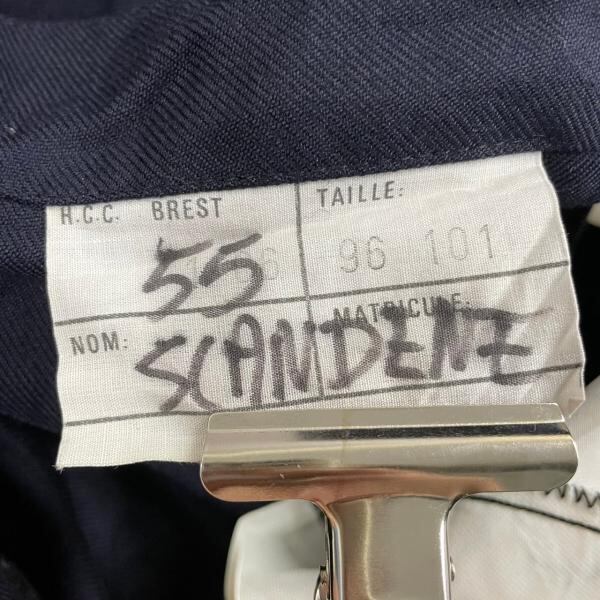 H.C.C. BREST TAILLE:
55 96 101
NOM: MATRICULE:
SCANDENE